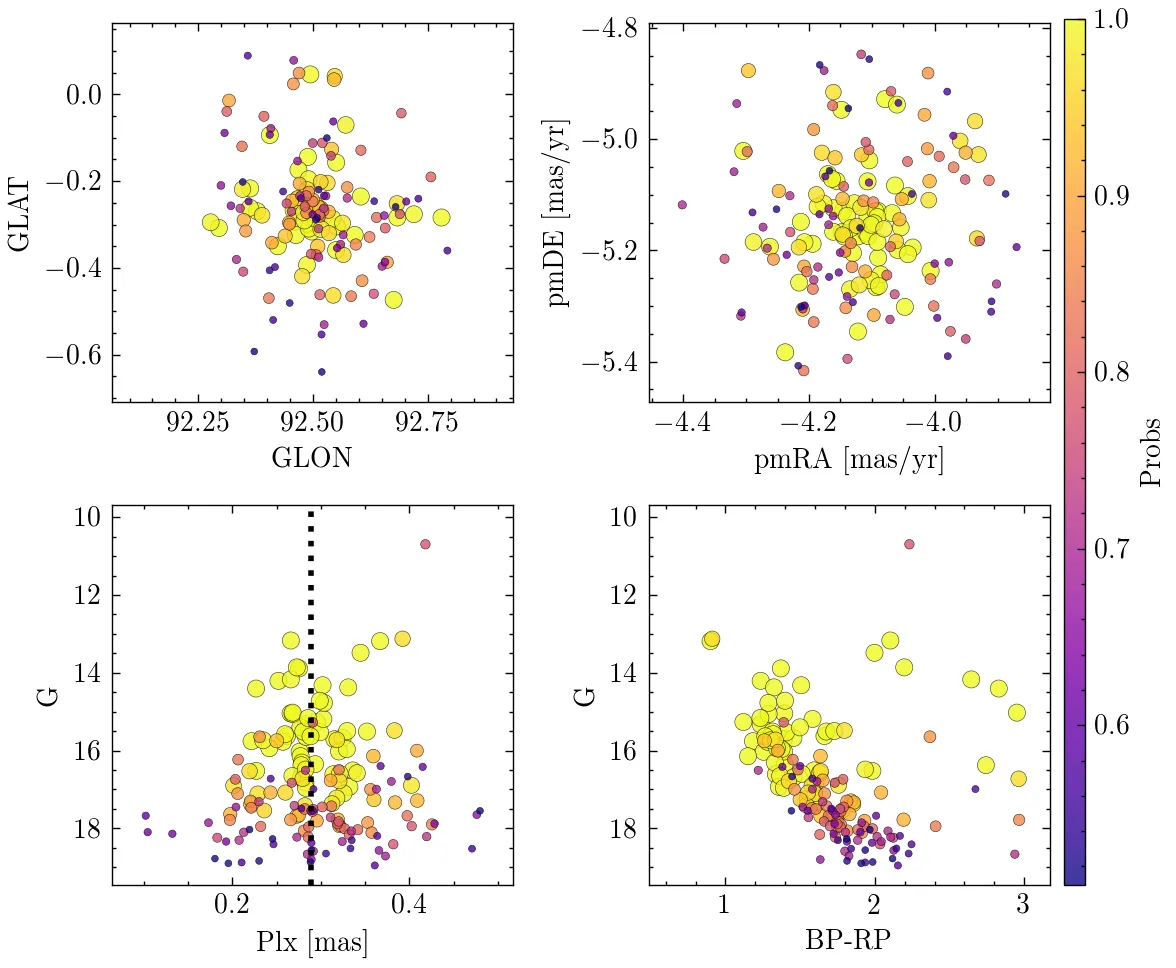 0.0
−0.2
−0.4
−0.6
GLAT
92.25 92.50 92.75
GLON
−4.8
−5.0
−5.2
−5.4
pmDE [mas/yr]
−4.4 −4.2 −4.0
pmRA [mas/yr]
10
12
14
16
18
G
0.2 0.4
Plx [mas]
10
12
14
16
18
G
1 2 3
BP-RP
1.0
0.9
0.8
0.7
0.6
Probs